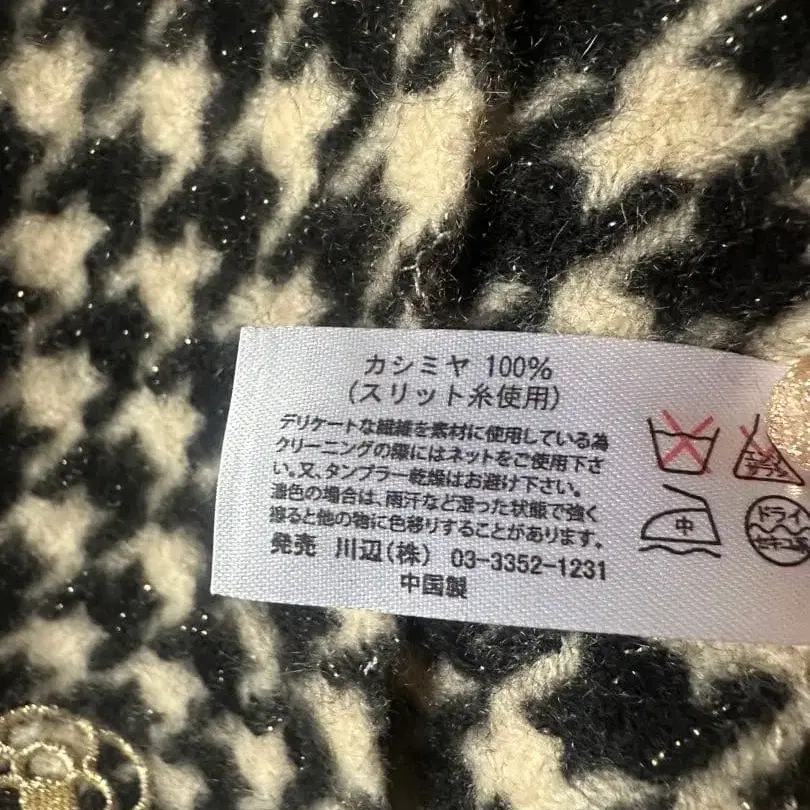 カシミヤ 100%
(スリット糸使用)
デリケートな繊維を素材に使用している為
クリーニングの際にはネットをご使用下さ
い。又、タンブラー乾燥はお避け下さい。
濃色の場合は、雨汗など湿った状態で強く
擦ると他の物に色移りすることがあります。
発売 川辺(株) 03-3352-1231
中国製
中
ドライ